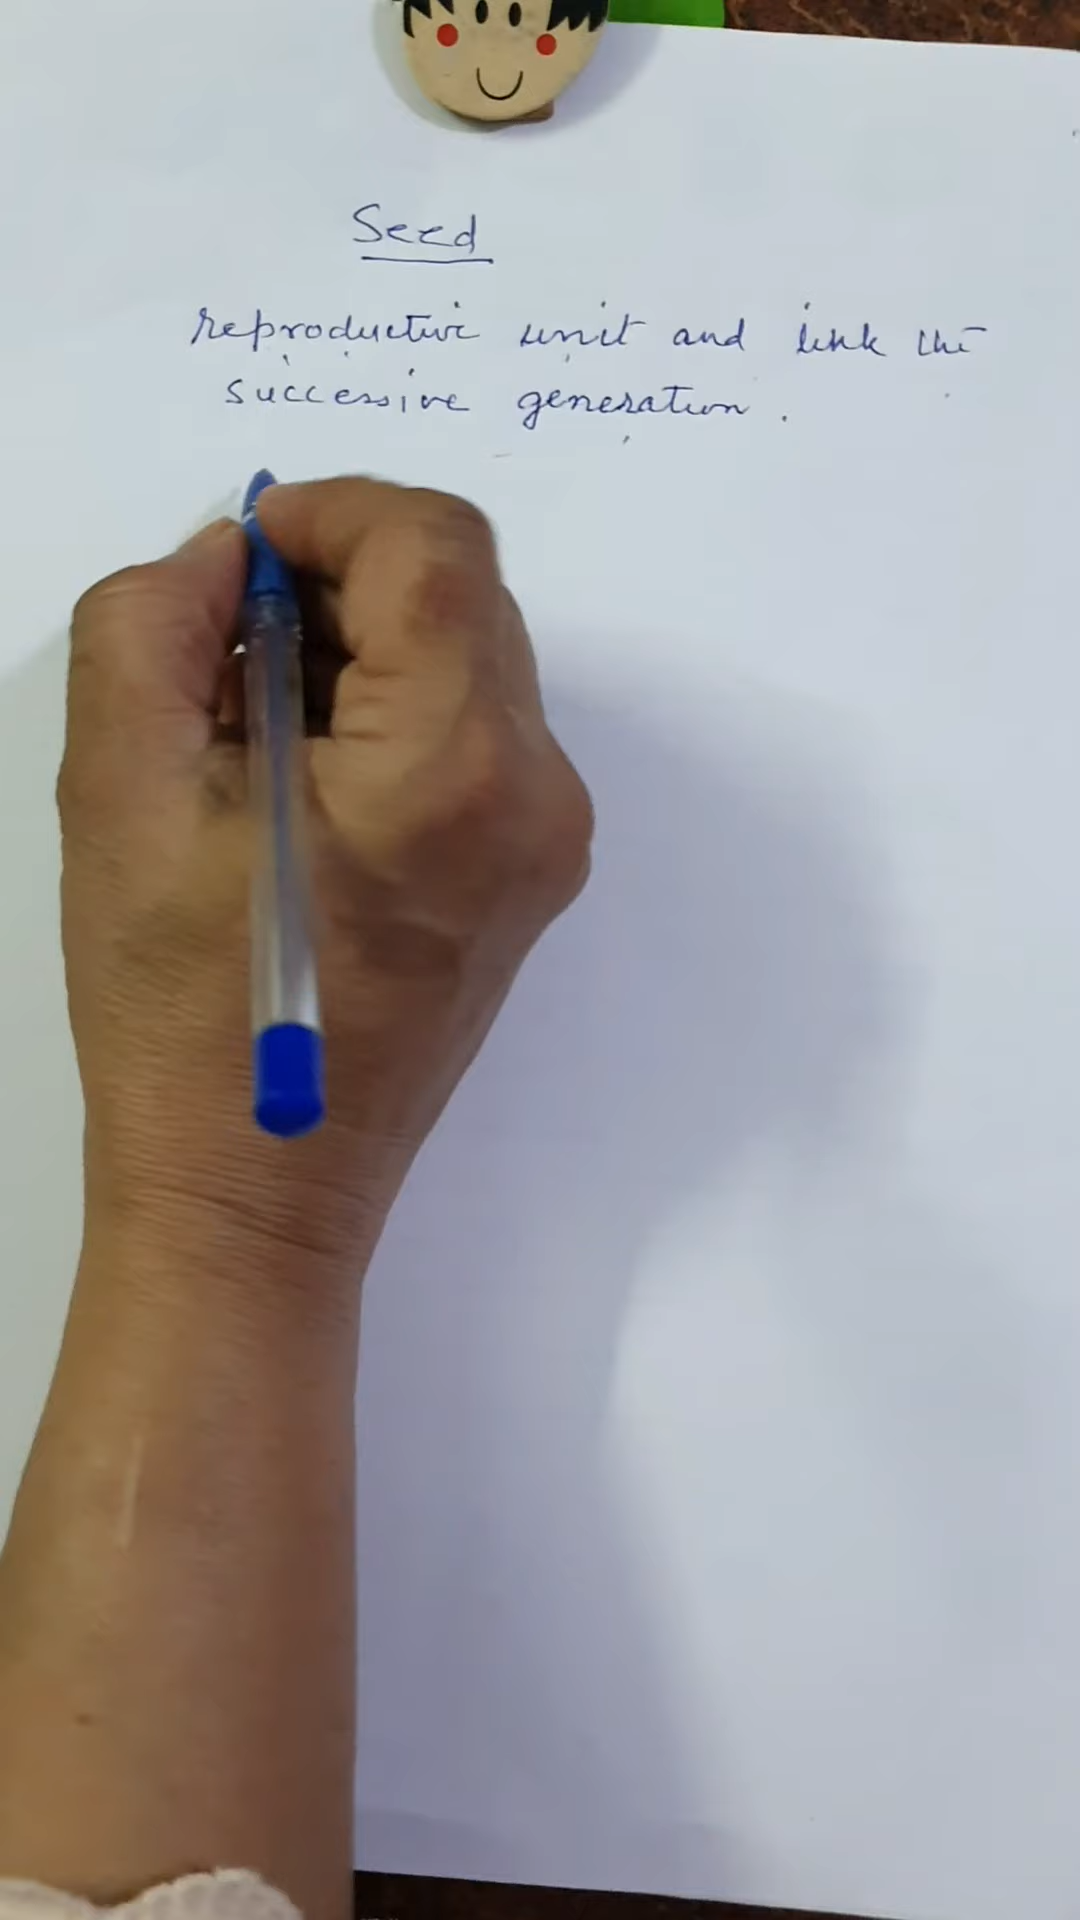 Seed
reproductive unit and link the
successive generation .